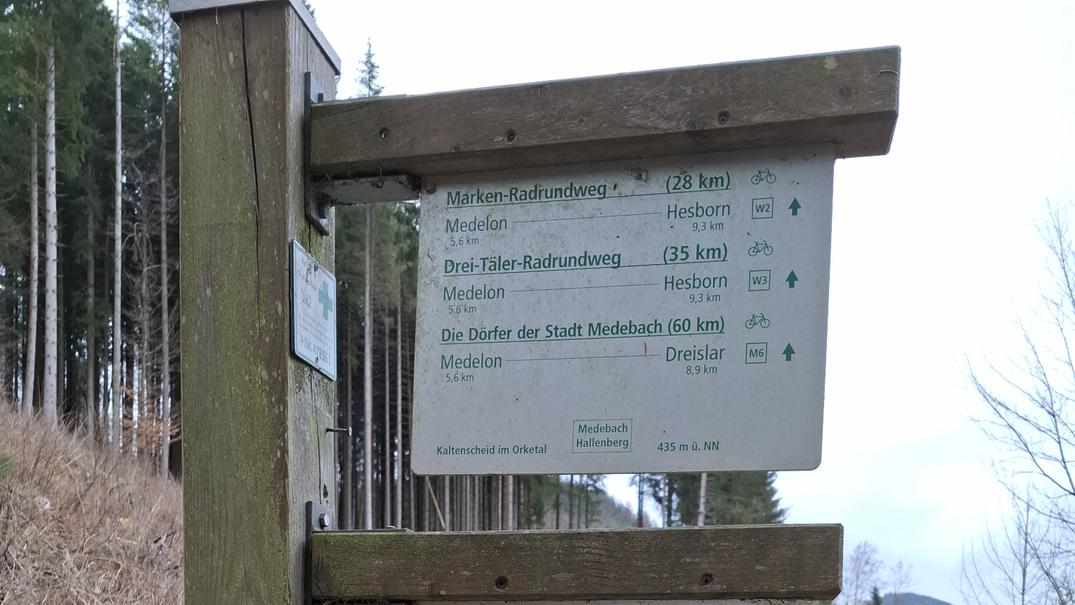 Marken-Radrundweg (28 km)
Medelon Hesborn W2
5,6 km 9,3 km
Drei-Täler-Radrundweg (35 km)
Medelon Hesborn W3
5,6 km 9,3 km
Die Dörfer der Stadt Medebach (60 km)
Medelon Dreislar M6
5,6 km 8,9 km
Medebach
Hallenberg
Kaltenscheid im Orketal 435 m ü. NN